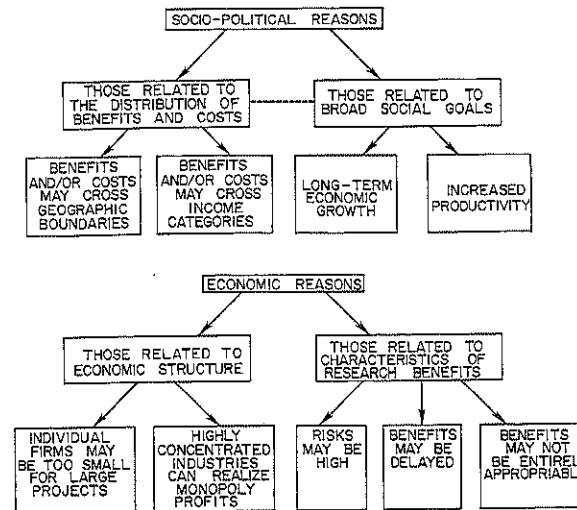 SOCIO-POLITICAL REASONS
THOSE RELATED TO
THE DISTRIBUTION OF
BENEFITS AND COSTS
THOSE RELATED TO
BROAD SOCIAL GOALS
BENEFITS
AND/OR COSTS
MAY CROSS
GEOGRAPHIC
BOUNDARIES
BENEFITS
AND/OR COSTS
MAY CROSS
INCOME
CATEGORIES
LONG-TERM
ECONOMIC
GROWTH
INCREASED
PRODUCTIVITY
ECONOMIC REASONS
THOSE RELATED TO
ECONOMIC STRUCTURE
THOSE RELATED TO
CHARACTERISTICS OF
RESEARCH BENEFITS
INDIVIDUAL
FIRMS MAY
BE TOO SMALL
FOR LARGE
PROJECTS
HIGHLY
CONCENTRATED
INDUSTRIES
CAN REALIZE
MONOPOLY
PROFITS
RISKS
MAY BE
HIGH
BENEFITS
MAY BE
DELAYED
BENEFITS
MAY NOT
BE ENTIREL
APPROPRIABL